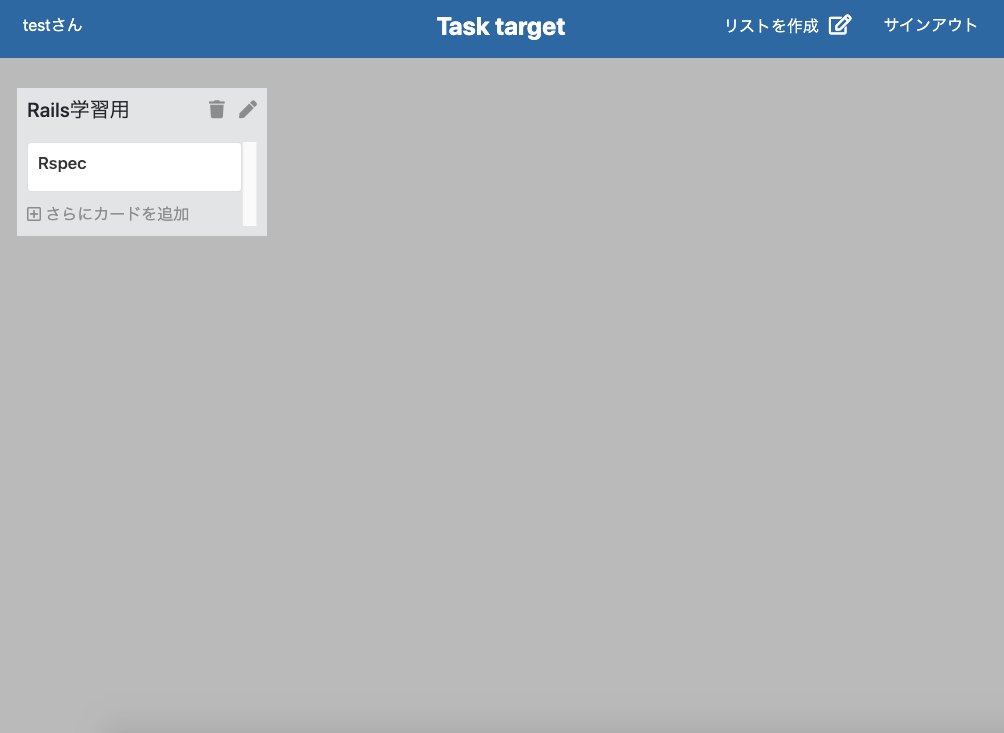 testさん
Task target
リストを作成
サインアウト
Rails学習用
Rspec
さらにカードを追加